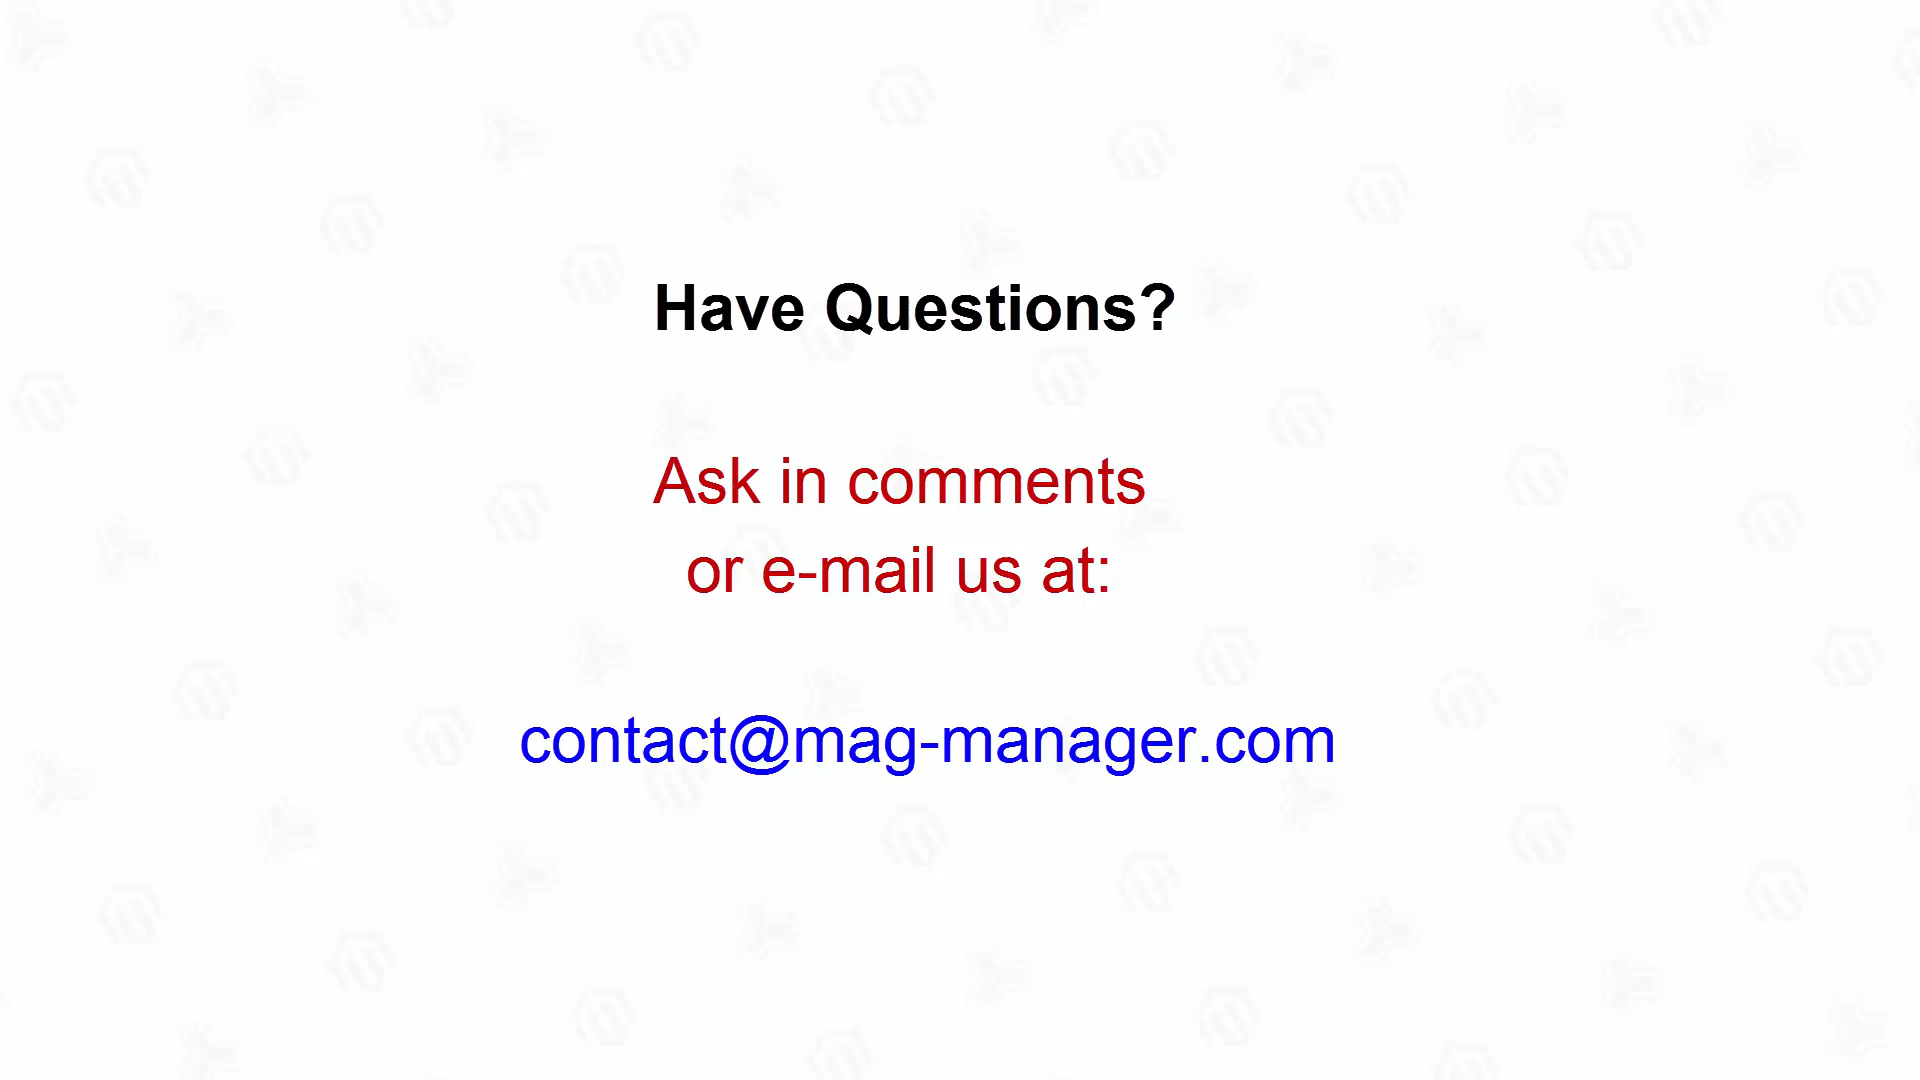 Have Questions?
Ask in comments
or e-mail us at:
contact@mag-manager.com